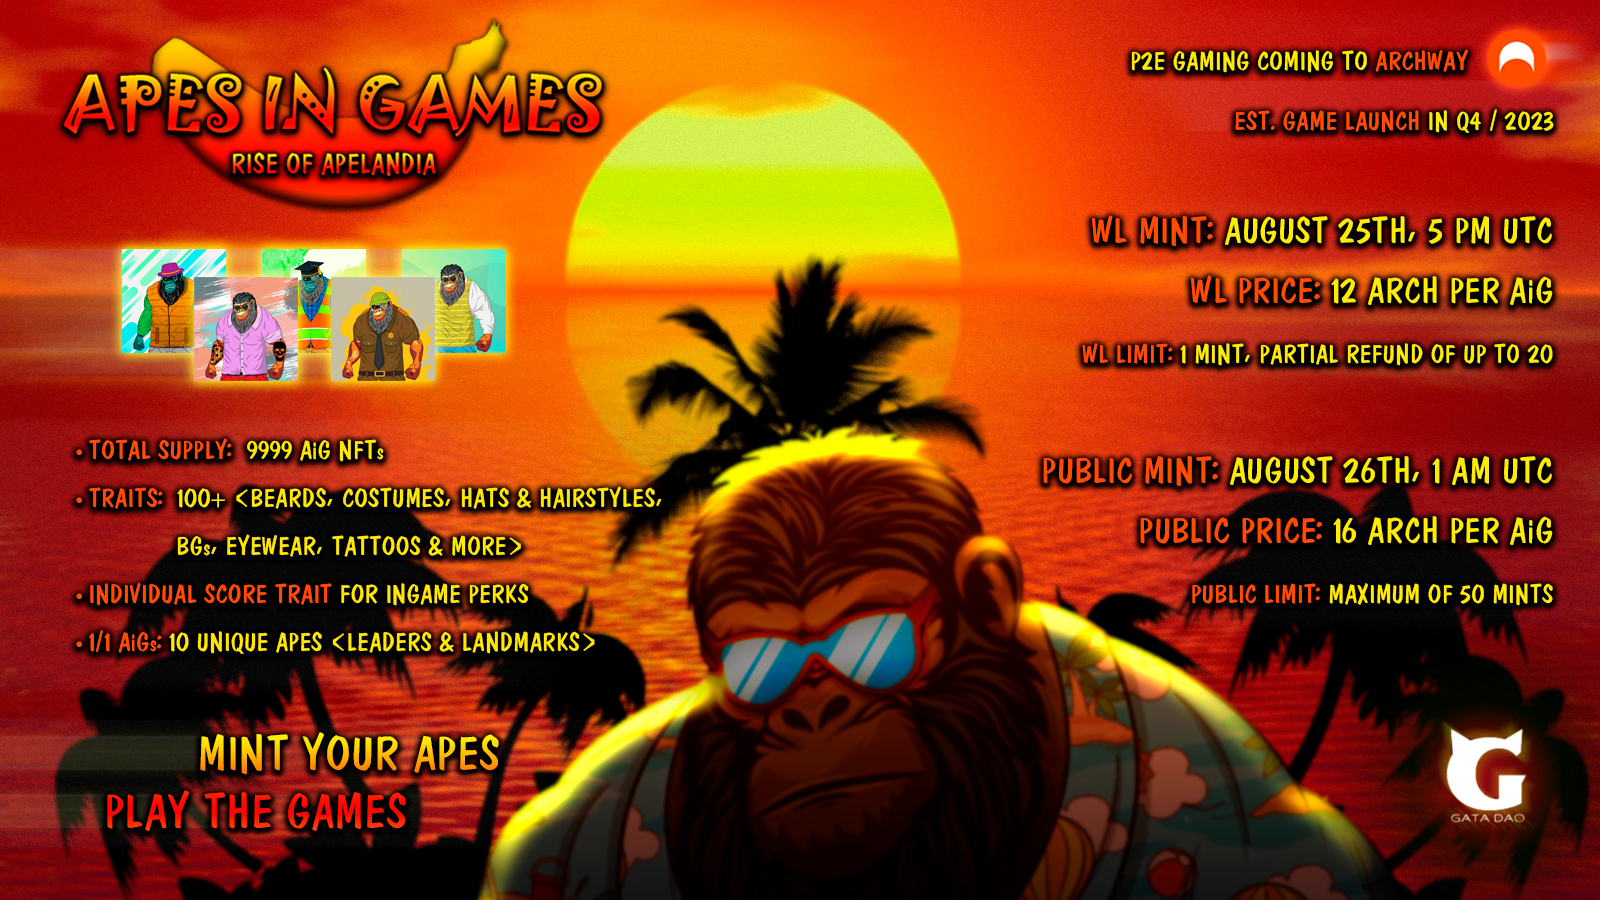 APES IN GAMES
RISE OF APELANDIA
P2E GAMING COMING TO ARCHWAY
EST. GAME LAUNCH IN Q4 / 2023
WL MINT: AUGUST 25TH, 5 PM UTC
WL PRICE: 12 ARCH PER AiG
WL LIMIT: 1 MINT, PARTIAL REFUND OF UP TO 20
• TOTAL SUPPLY: 9999 AiG NFTs
• TRAITS: 100+ <BEARDS, COSTUMES, HATS & HAIRSTYLES,
BGs, EYEWEAR, TATTOOS & MORE>
• INDIVIDUAL SCORE TRAIT FOR INGAME PERKS
• 1/1 AiGs: 10 UNIQUE APES <LEADERS & LANDMARKS>
PUBLIC MINT: AUGUST 26TH, 1 AM UTC
PUBLIC PRICE: 16 ARCH PER AiG
PUBLIC LIMIT: MAXIMUM OF 50 MINTS
MINT YOUR APES
PLAY THE GAMES
G
GATA DAO